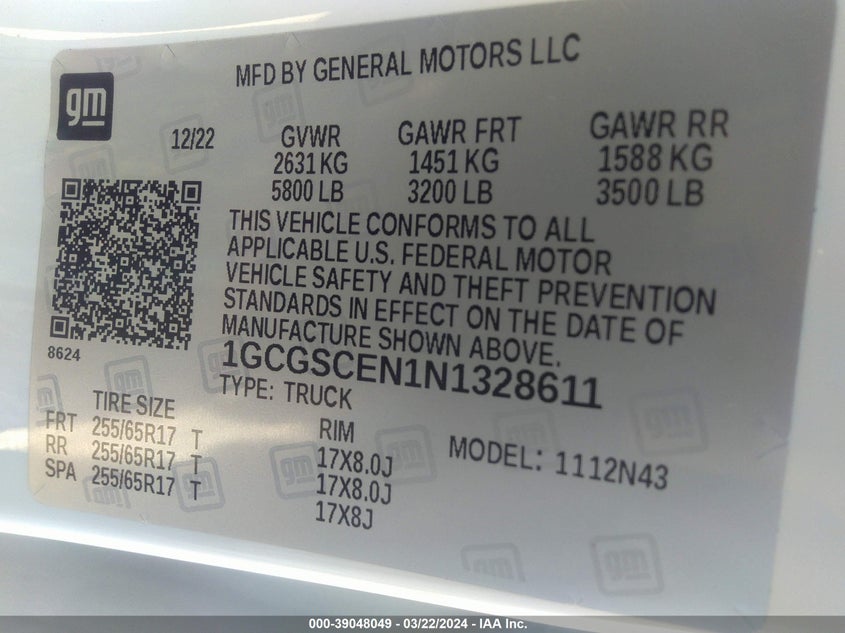 MFD BY GENERAL MOTORS LLC
gm
12/22 GVWR GAWR FRT GAWR RR
2631 KG 1451 KG 1588 KG
5800 LB 3200 LB 3500 LB
THIS VEHICLE CONFORMS TO ALL
APPLICABLE U.S. FEDERAL MOTOR
VEHICLE SAFETY AND THEFT PREVENTION
STANDARDS IN EFFECT ON THE DATE OF
MANUFACTURE SHOWN ABOVE.
8624
1GCGSCEN1N1328611
TYPE: TRUCK
TIRE SIZE RIM
FRT 255/65R17 T 17X8.0J
RR 255/65R17 T 17X8.0J
SPA 255/65R17 T 17X8J
MODEL: 1112N43
000-39048049 - 03/22/2024 - IAA Inc.